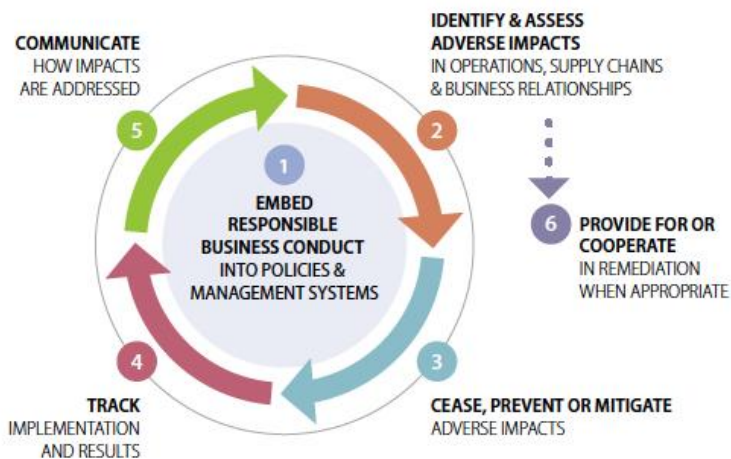 1
EMBED
RESPONSIBLE
BUSINESS CONDUCT
INTO POLICIES &
MANAGEMENT SYSTEMS
2
IDENTIFY & ASSESS
ADVERSE IMPACTS
IN OPERATIONS, SUPPLY CHAINS
& BUSINESS RELATIONSHIPS
3
CEASE, PREVENT OR MITIGATE
ADVERSE IMPACTS
4
TRACK
IMPLEMENTATION
AND RESULTS
5
COMMUNICATE
HOW IMPACTS
ARE ADDRESSED
6
PROVIDE FOR OR
COOPERATE
IN REMEDIATION
WHEN APPROPRIATE